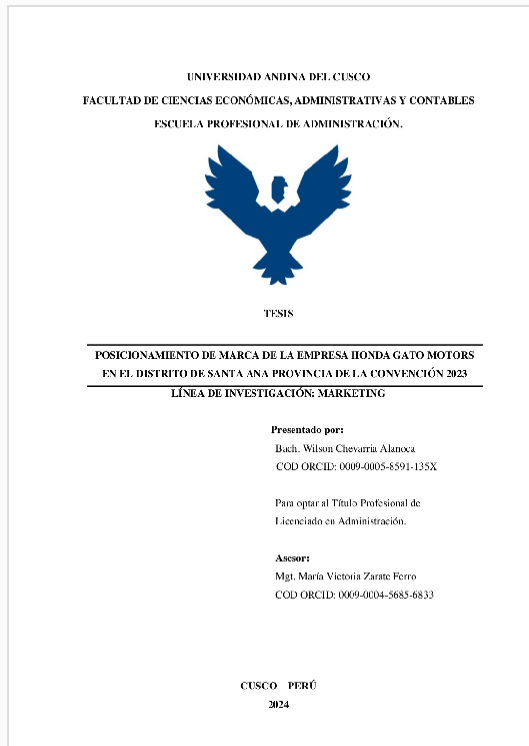 UNIVERSIDAD ANDINA DEL CUSCO
FACULTAD DE CIENCIAS ECONÓMICAS, ADMINISTRATIVAS Y CONTABLES
ESCUELA PROFESIONAL DE ADMINISTRACIÓN.
TESIS
POSICIONAMIENTO DE MARCA DE LA EMPRESA HONDA GATO MOTORS
EN EL DISTRITO DE SANTA ANA PROVINCIA DE LA CONVENCIÓN 2023
LÍNEA DE INVESTIGACIÓN: MARKETING
Presentado por:
Bach. Wilson Chevarria Alanoca
COD ORCID: 0009-0005-8591-135X
Para optar al Título Profesional de
Licenciado en Administración.
Asesor:
Mgt. María Victoria Zarate Ferro
COD ORCID: 0009-0004-5685-6833
CUSCO PERÚ
2024